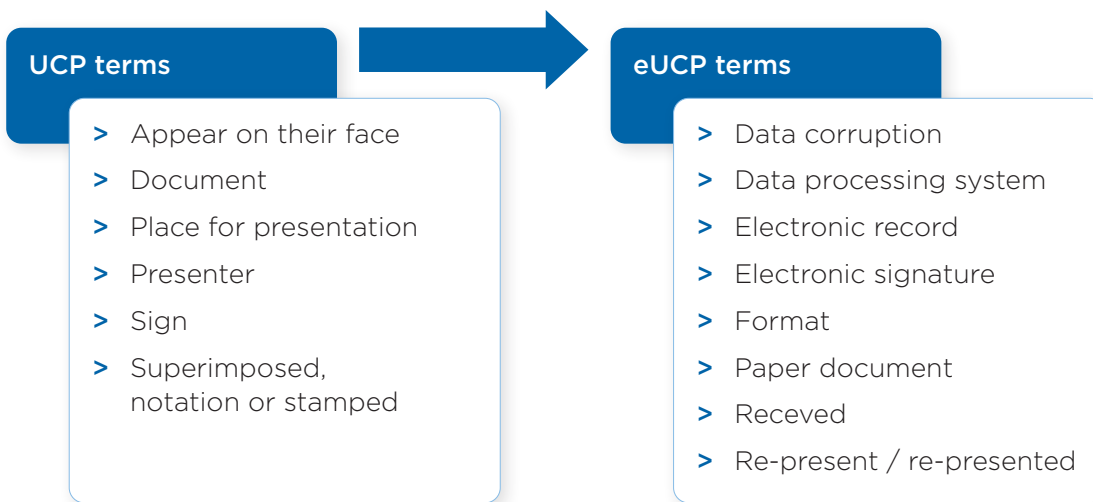 UCP terms
> Appear on their face
> Document
> Place for presentation
> Presenter
> Sign
> Superimposed,
notation or stamped
eUCP terms
> Data corruption
> Data processing system
> Electronic record
> Electronic signature
> Format
> Paper document
> Receved
> Re-present / re-presented